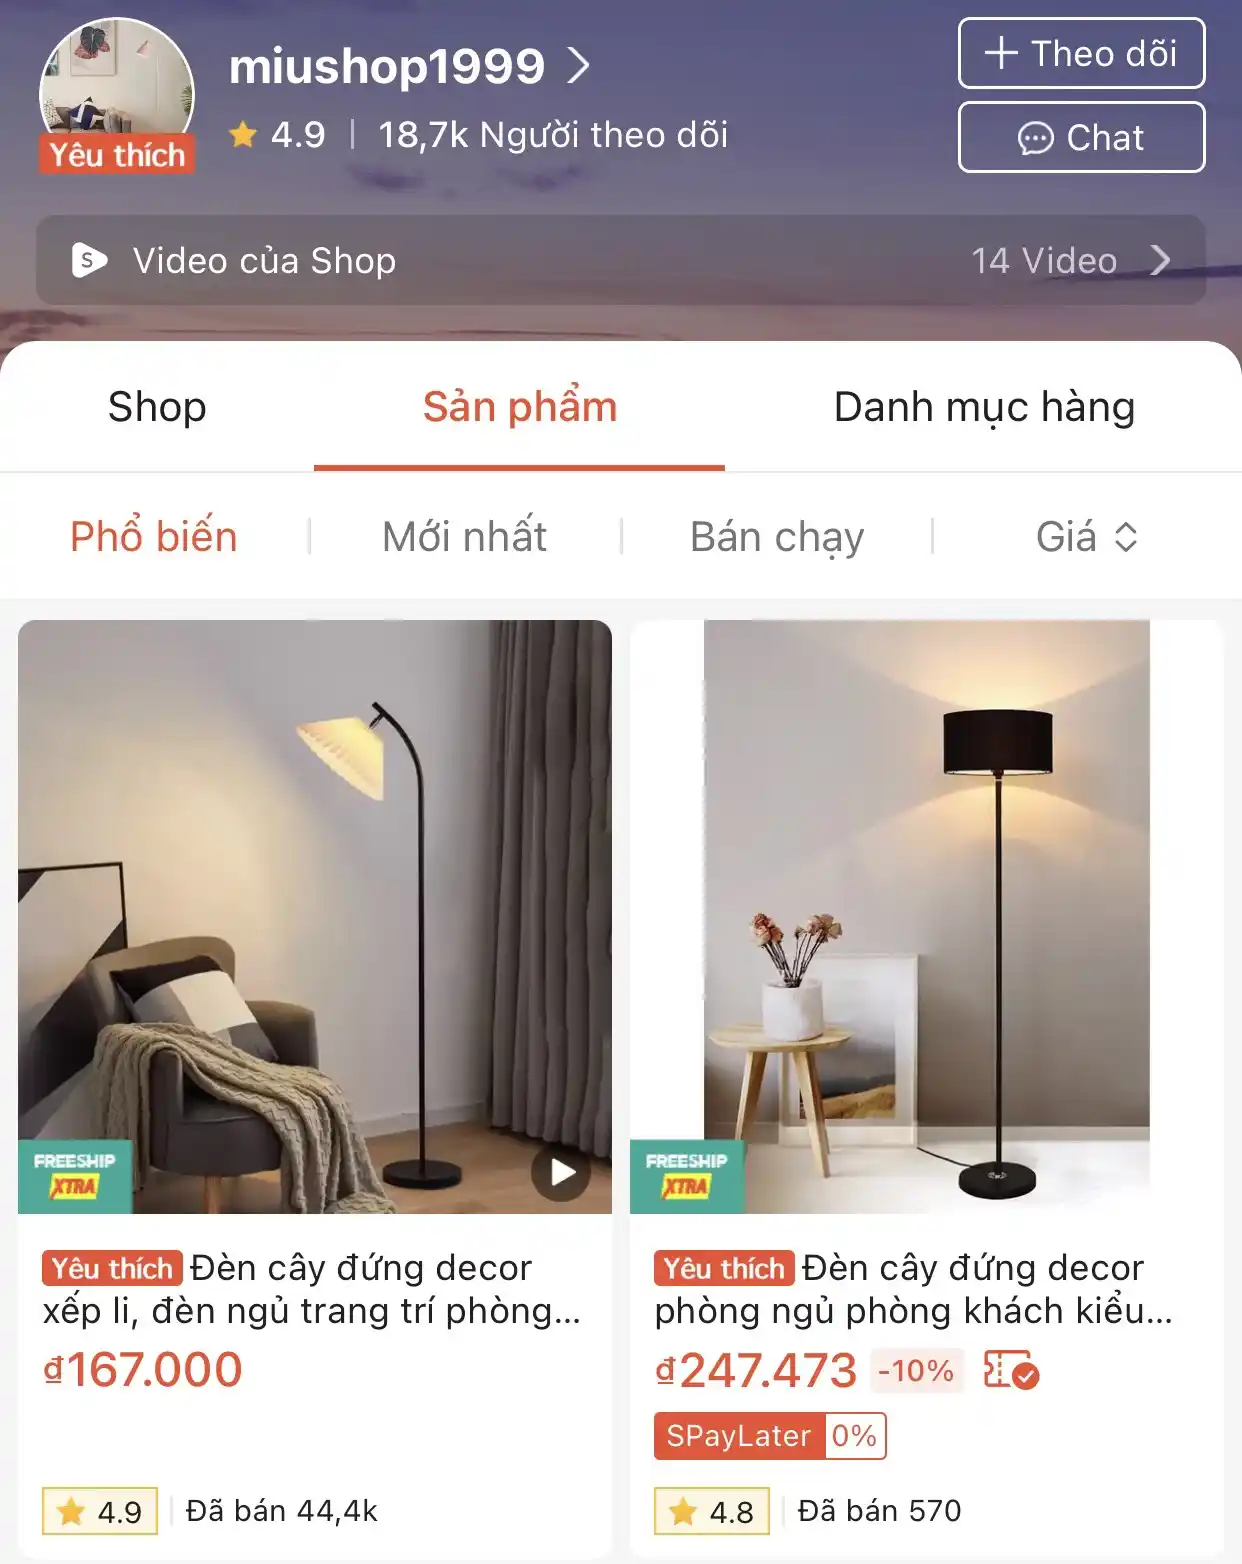 miushop1999
4.9 | 18,7k Người theo dõi
Yêu thích
+ Theo dõi
Chat
S Video của Shop
14 Video
Shop
Sản phẩm
Danh mục hàng
Phổ biến
Mới nhất
Bán chạy
Giá
FREESHIP
XTRA
FREESHIP
XTRA
Yêu thích Đèn cây đứng decor
xếp li, đèn ngủ trang trí phòng...
₫167.000
4.9 | Đã bán 44,4k
Yêu thích Đèn cây đứng decor
phòng ngủ phòng khách kiểu...
₫247.473 -10%
SPayLater 0%
4.8 | Đã bán 570